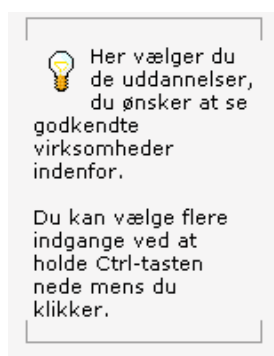 Her vælger du
de uddannelser,
du ønsker at se
godkendte
virksomheder
indenfor.

Du kan vælge flere
indgange ved at
holde Ctrl-tasten
nede mens du
klikker.